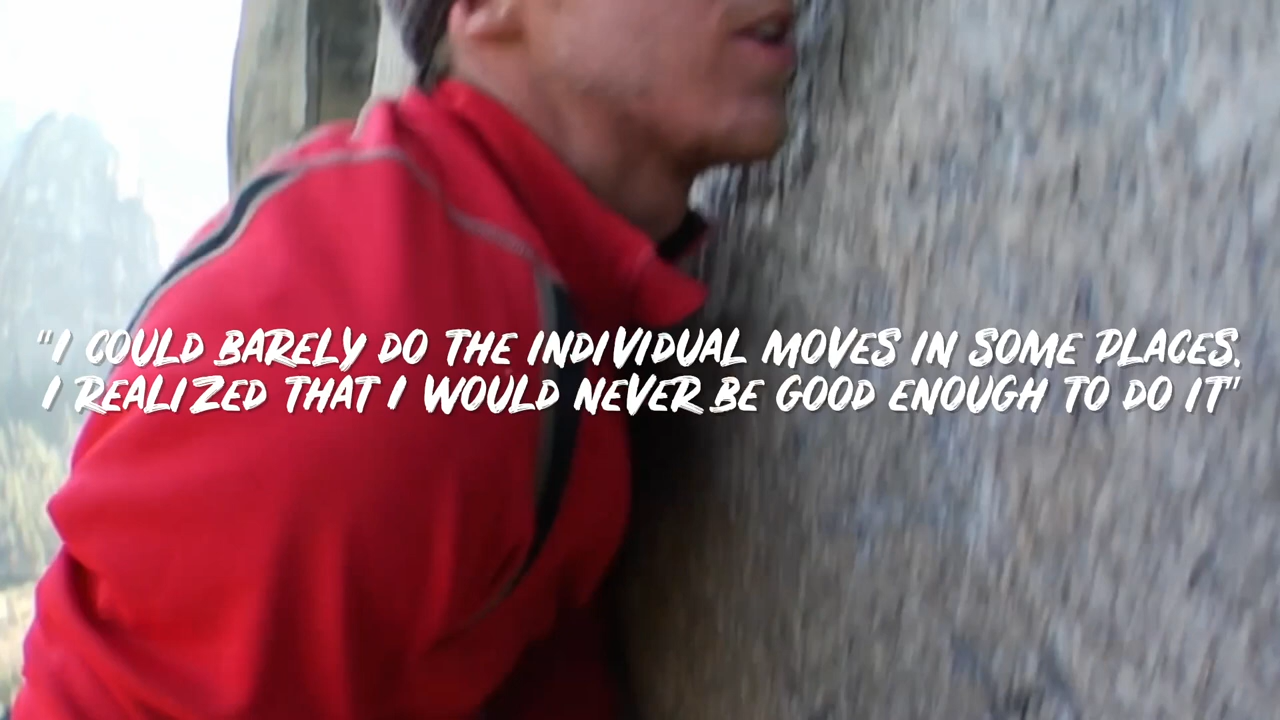 "I COULD BARELY DO THE INDIVIDUAL MOVES IN SOME PLACES.
I REALIZED THAT I WOULD NEVER BE GOOD ENOUGH TO DO IT"